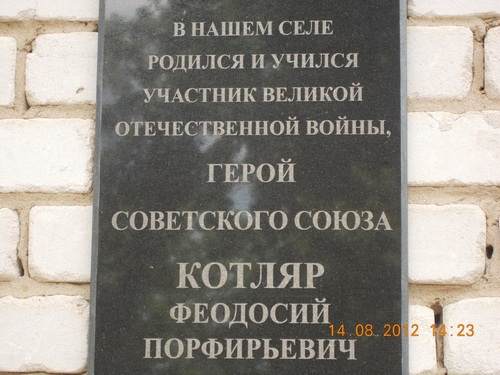 В НАШЕМ СЕЛЕ
РОДИЛСЯ И УЧИЛСЯ
УЧАСТНИК ВЕЛИКОЙ
ОТЕЧЕСТВЕННОЙ ВОЙНЫ,
ГЕРОЙ
СОВЕТСКОГО СОЮЗА
КОТЛЯР
ФЕОДОСИЙ
ПОРФИРЬЕВИЧ
14.08.2012 14:23